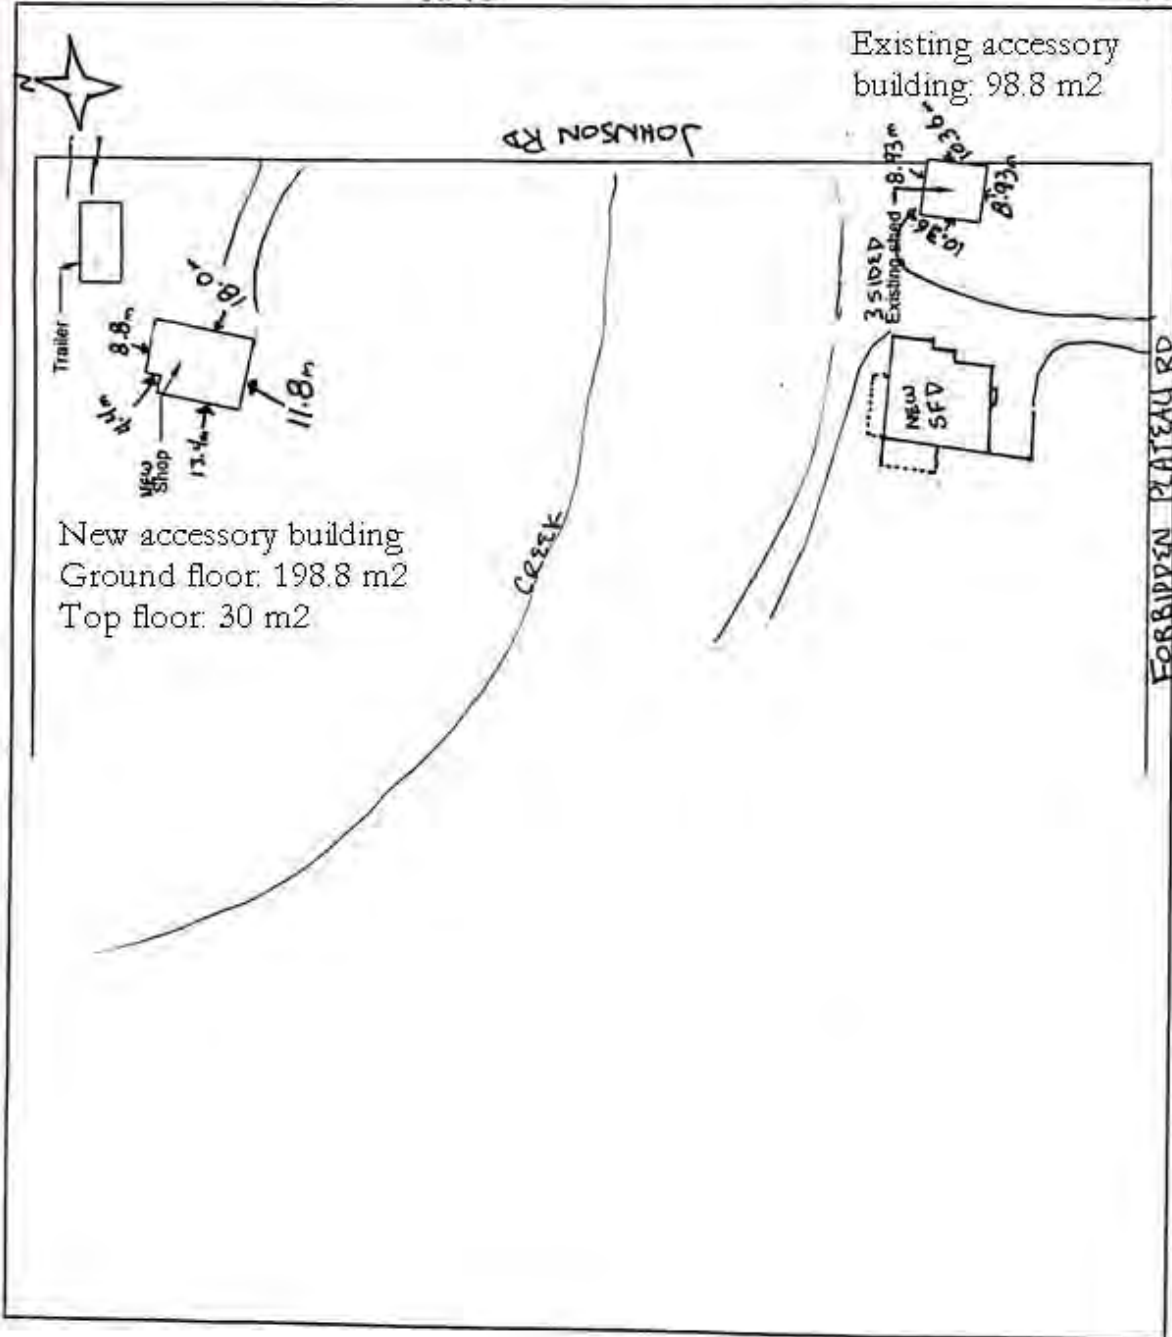 Existing accessory
building: 98.8 m2
N
JOHNSON RD
10.36m
8.93m
8.93m
10.36
3 SIDED
Existing shed
Trailer
18.0m
8.8m
11.8m
13.4m
NEW
Shop
NEW
SFD
FORBIDDEN PLATEAU RD
CREEK
New accessory building
Ground floor: 198.8 m2
Top floor: 30 m2